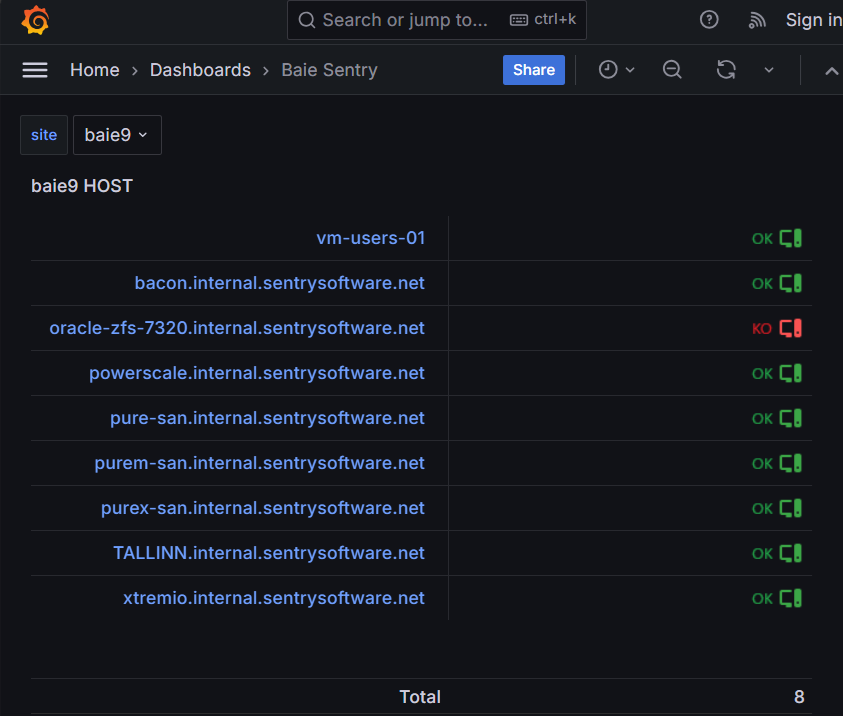 Search or jump to... ctrl+k Sign in
Home › Dashboards › Baie Sentry Share
site baie9
baie9 HOST
vm-users-01 OK
bacon.internal.sentrysoftware.net OK
oracle-zfs-7320.internal.sentrysoftware.net KO
powerscale.internal.sentrysoftware.net OK
pure-san.internal.sentrysoftware.net OK
purem-san.internal.sentrysoftware.net OK
purex-san.internal.sentrysoftware.net OK
TALLINN.internal.sentrysoftware.net OK
xtremio.internal.sentrysoftware.net OK
Total 8